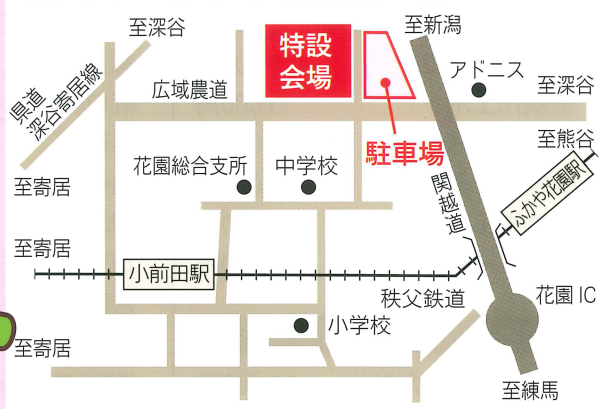 至深谷
至新潟
特設
会場
アドニス
県道
深谷寄居線
広域農道
至深谷
駐車場
至熊谷
花園総合支所
中学校
至寄居
関越道
ふかや花園駅
至寄居
小前田駅
秩父鉄道
花園IC
小学校
至寄居
至練馬